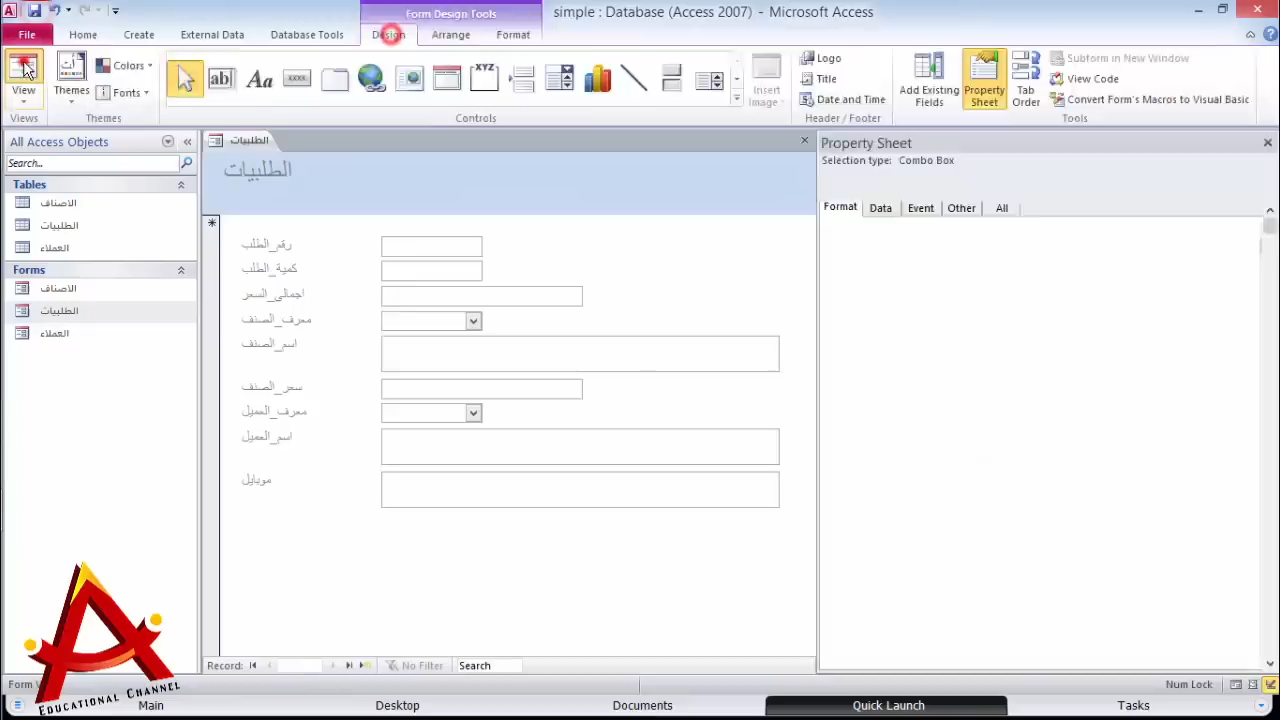 Form Design Tools
simple : Database (Access 2007) - Microsoft Access
File Home Create External Data Database Tools Design Arrange Format
View
Views
Themes
Colors
Fonts
Themes
Controls
Insert Image
Logo
Title
Date and Time
Header / Footer
Add Existing Fields
Property Sheet
Tab Order
Subform in New Window
View Code
Convert Form's Macros to Visual Basic
Tools
All Access Objects
Search..
Tables
الاصناف
الطلبيات
العملاء
Forms
الاصناف
الطلبيات
العملاء
الطلبيات
الطلبيات
رقم_الطلب
كمية_الطلب
اجمالى_السعر
معرف_الصنف
اسم_الصنف
سعر_الصنف
معرف_العميل
اسم_العميل
موبايل
Record: No Filter Search
Property Sheet
Selection type: Combo Box
Format Data Event Other All
Num Lock
EDUCATIONAL CHANNEL
Main Desktop Documents Quick Launch Tasks